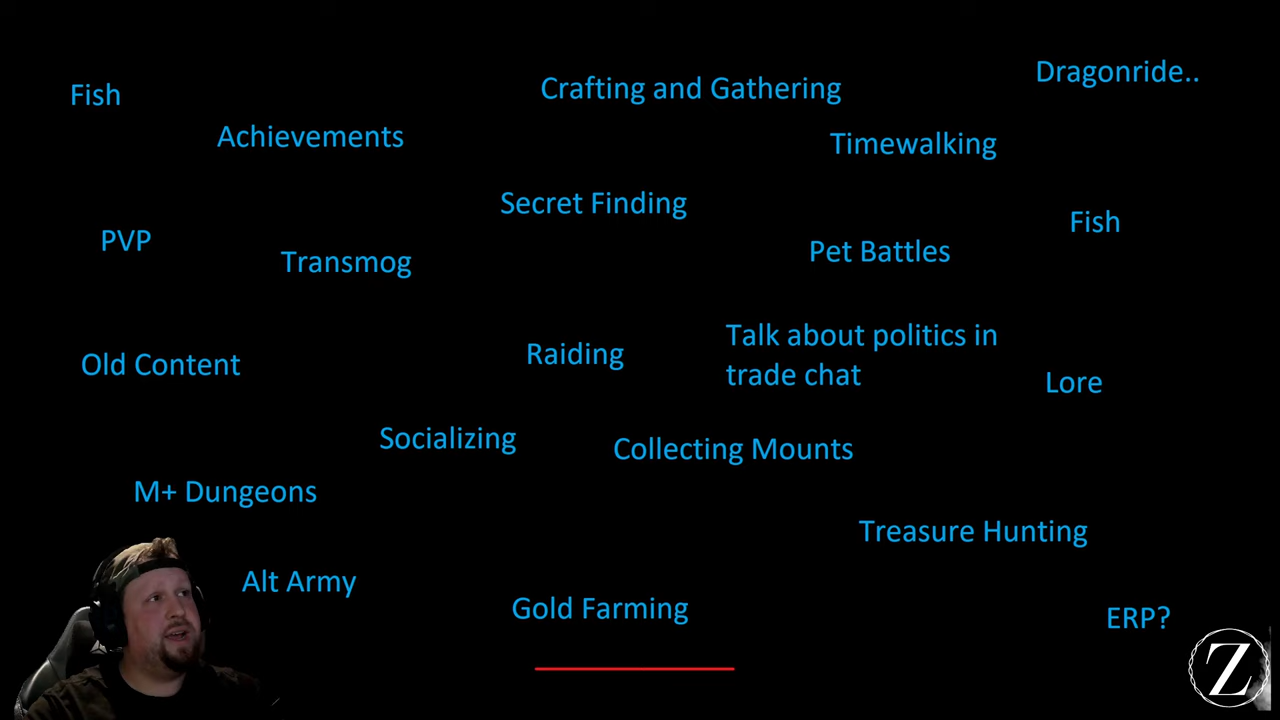 Dragonride..
Fish
Crafting and Gathering
Achievements
Timewalking
Secret Finding
Fish
PVP
Transmog
Pet Battles
Talk about politics in
trade chat
Raiding
Old Content
Lore
Socializing
Collecting Mounts
M+ Dungeons
Treasure Hunting
Alt Army
Gold Farming
ERP?
Z